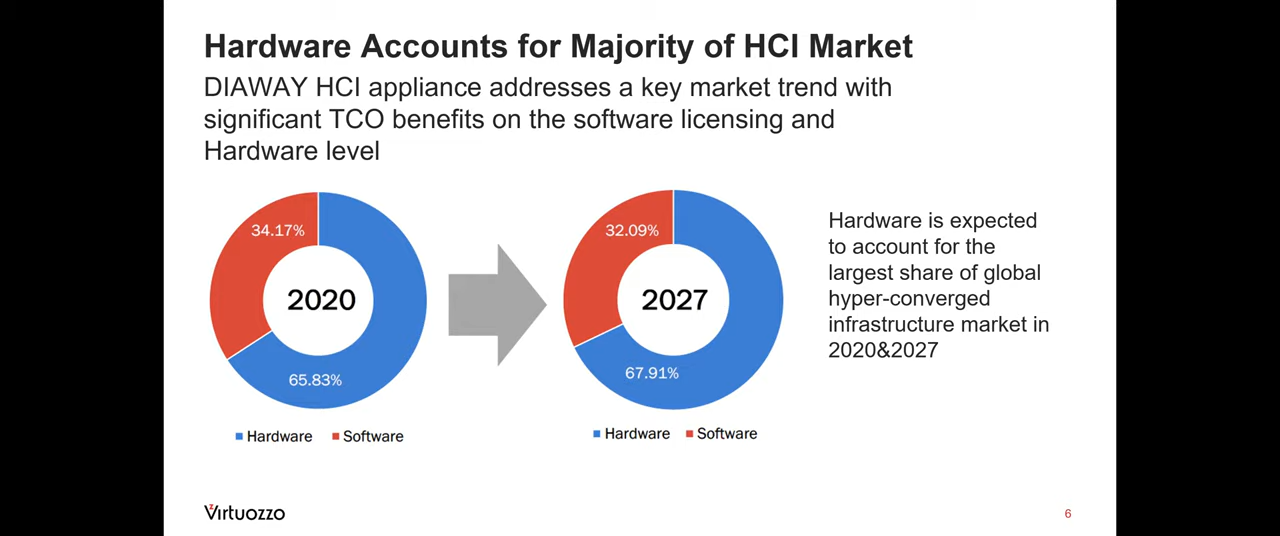 Hardware Accounts for Majority of HCI Market
DIAWAY HCI appliance addresses a key market trend with
significant TCO benefits on the software licensing and
Hardware level
34.17%
2020
65.83%
Hardware Software
32.09%
2027
67.91%
Hardware Software
Hardware is expected
to account for the
largest share of global
hyper-converged
infrastructure market in
2020&2027
Virtuozzo
6